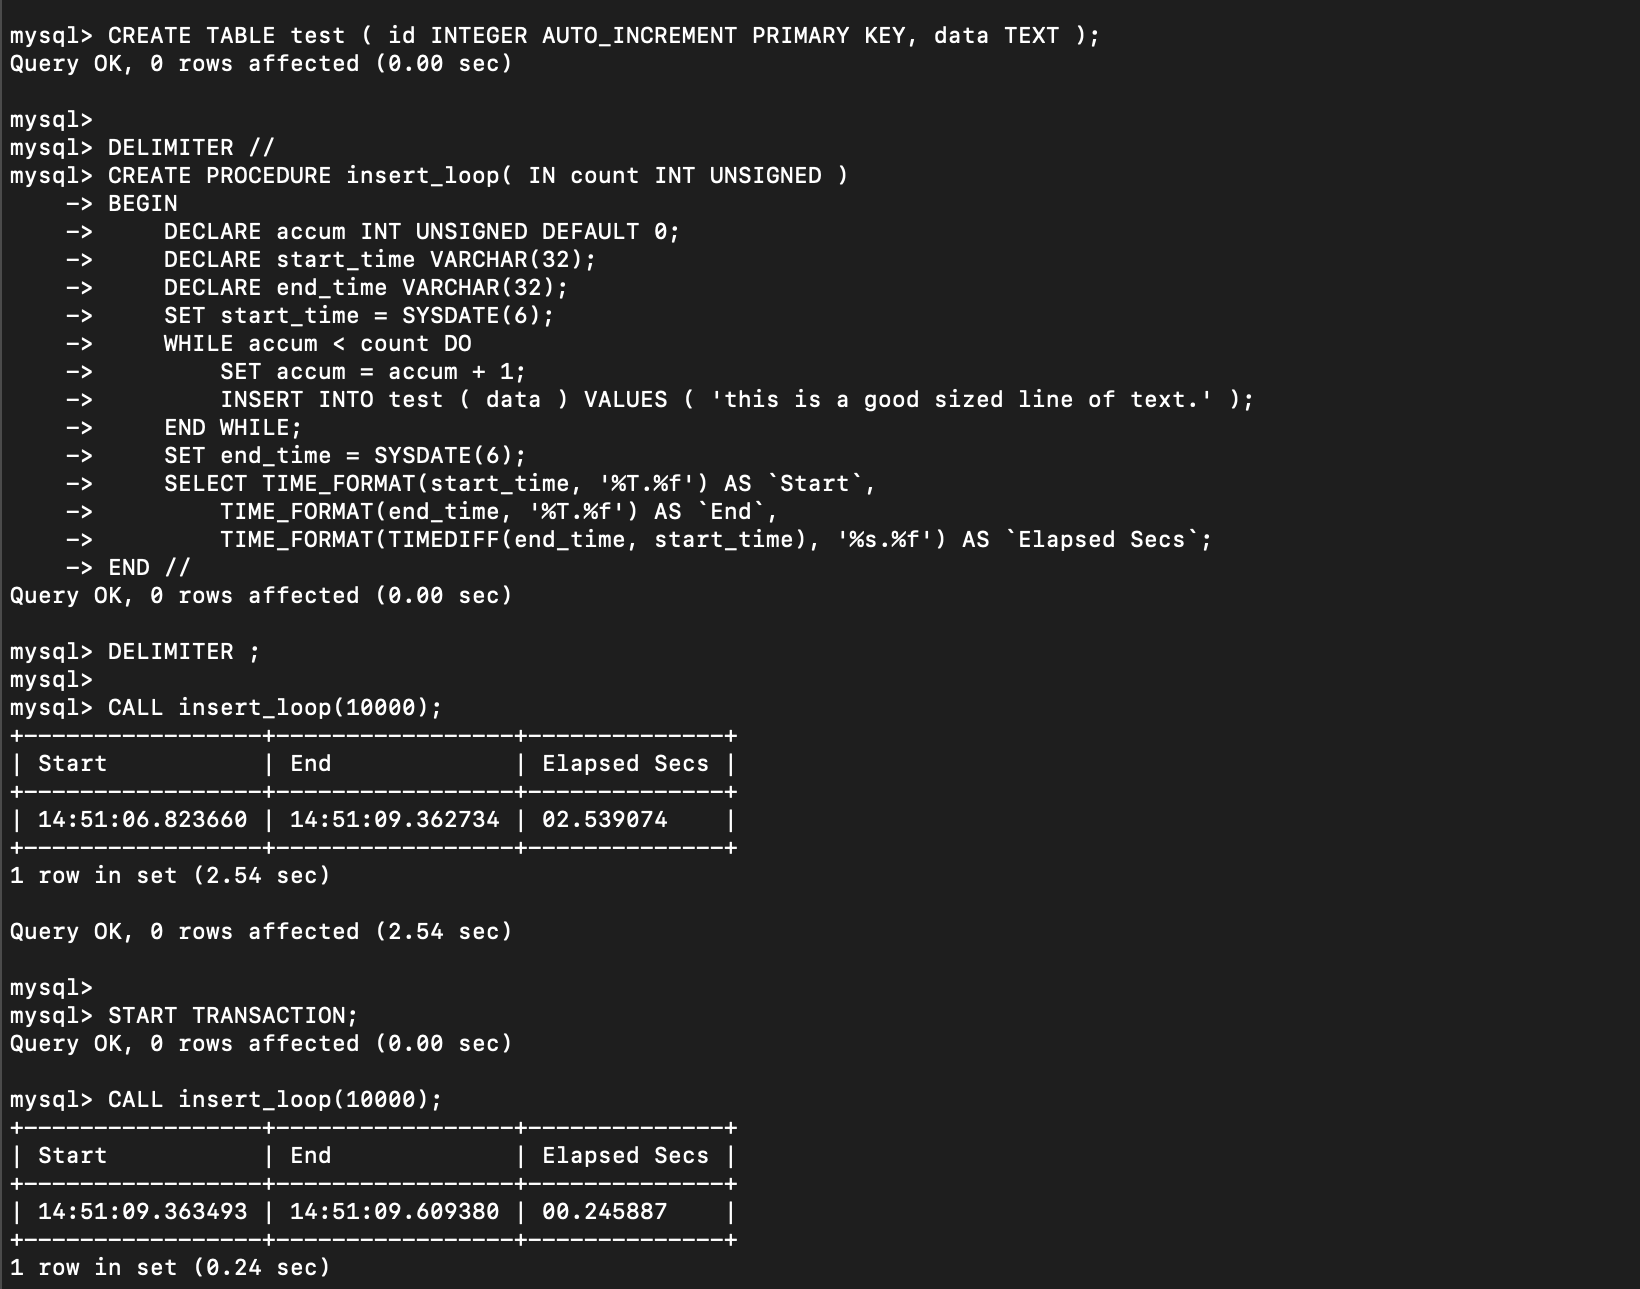 mysql> CREATE TABLE test ( id INTEGER AUTO_INCREMENT PRIMARY KEY, data TEXT );
Query OK, 0 rows affected (0.00 sec)

mysql>
mysql> DELIMITER //
mysql> CREATE PROCEDURE insert_loop( IN count INT UNSIGNED )
    -> BEGIN
    ->     DECLARE accum INT UNSIGNED DEFAULT 0;
    ->     DECLARE start_time VARCHAR(32);
    ->     DECLARE end_time VARCHAR(32);
    ->     SET start_time = SYSDATE(6);
    ->     WHILE accum < count DO
    ->         SET accum = accum + 1;
    ->         INSERT INTO test ( data ) VALUES ( 'this is a good sized line of text.' );
    ->     END WHILE;
    ->     SET end_time = SYSDATE(6);
    ->     SELECT TIME_FORMAT(start_time, '%T.%f') AS `Start`,
    ->         TIME_FORMAT(end_time, '%T.%f') AS `End`,
    ->         TIME_FORMAT(TIMEDIFF(end_time, start_time), '%s.%f') AS `Elapsed Secs`;
    -> END //
Query OK, 0 rows affected (0.00 sec)

mysql> DELIMITER ;
mysql>
mysql> CALL insert_loop(10000);
+-----------------+-----------------+--------------+
| Start           | End             | Elapsed Secs |
+-----------------+-----------------+--------------+
| 14:51:06.823660 | 14:51:09.362734 | 02.539074    |
+-----------------+-----------------+--------------+
1 row in set (2.54 sec)

Query OK, 0 rows affected (2.54 sec)

mysql>
mysql> START TRANSACTION;
Query OK, 0 rows affected (0.00 sec)

mysql> CALL insert_loop(10000);
+-----------------+-----------------+--------------+
| Start           | End             | Elapsed Secs |
+-----------------+-----------------+--------------+
| 14:51:09.363493 | 14:51:09.609380 | 00.245887    |
+-----------------+-----------------+--------------+
1 row in set (0.24 sec)